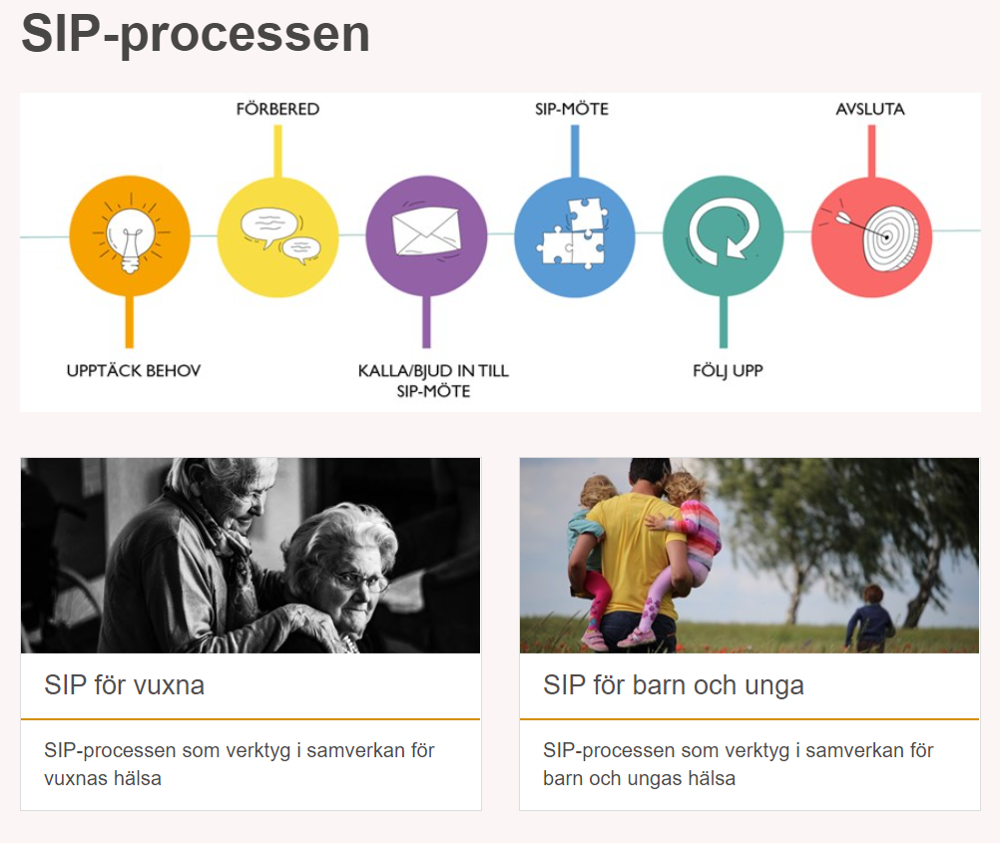 SIP-processen
FÖRBERED
SIP-MÖTE
AVSLUTA
UPPTÄCK BEHOV
KALLA/BJUD IN TILL
SIP-MÖTE
FÖLJ UPP
SIP för vuxna
SIP-processen som verktyg i samverkan för
vuxnas hälsa
SIP för barn och unga
SIP-processen som verktyg i samverkan för
barn och ungas hälsa